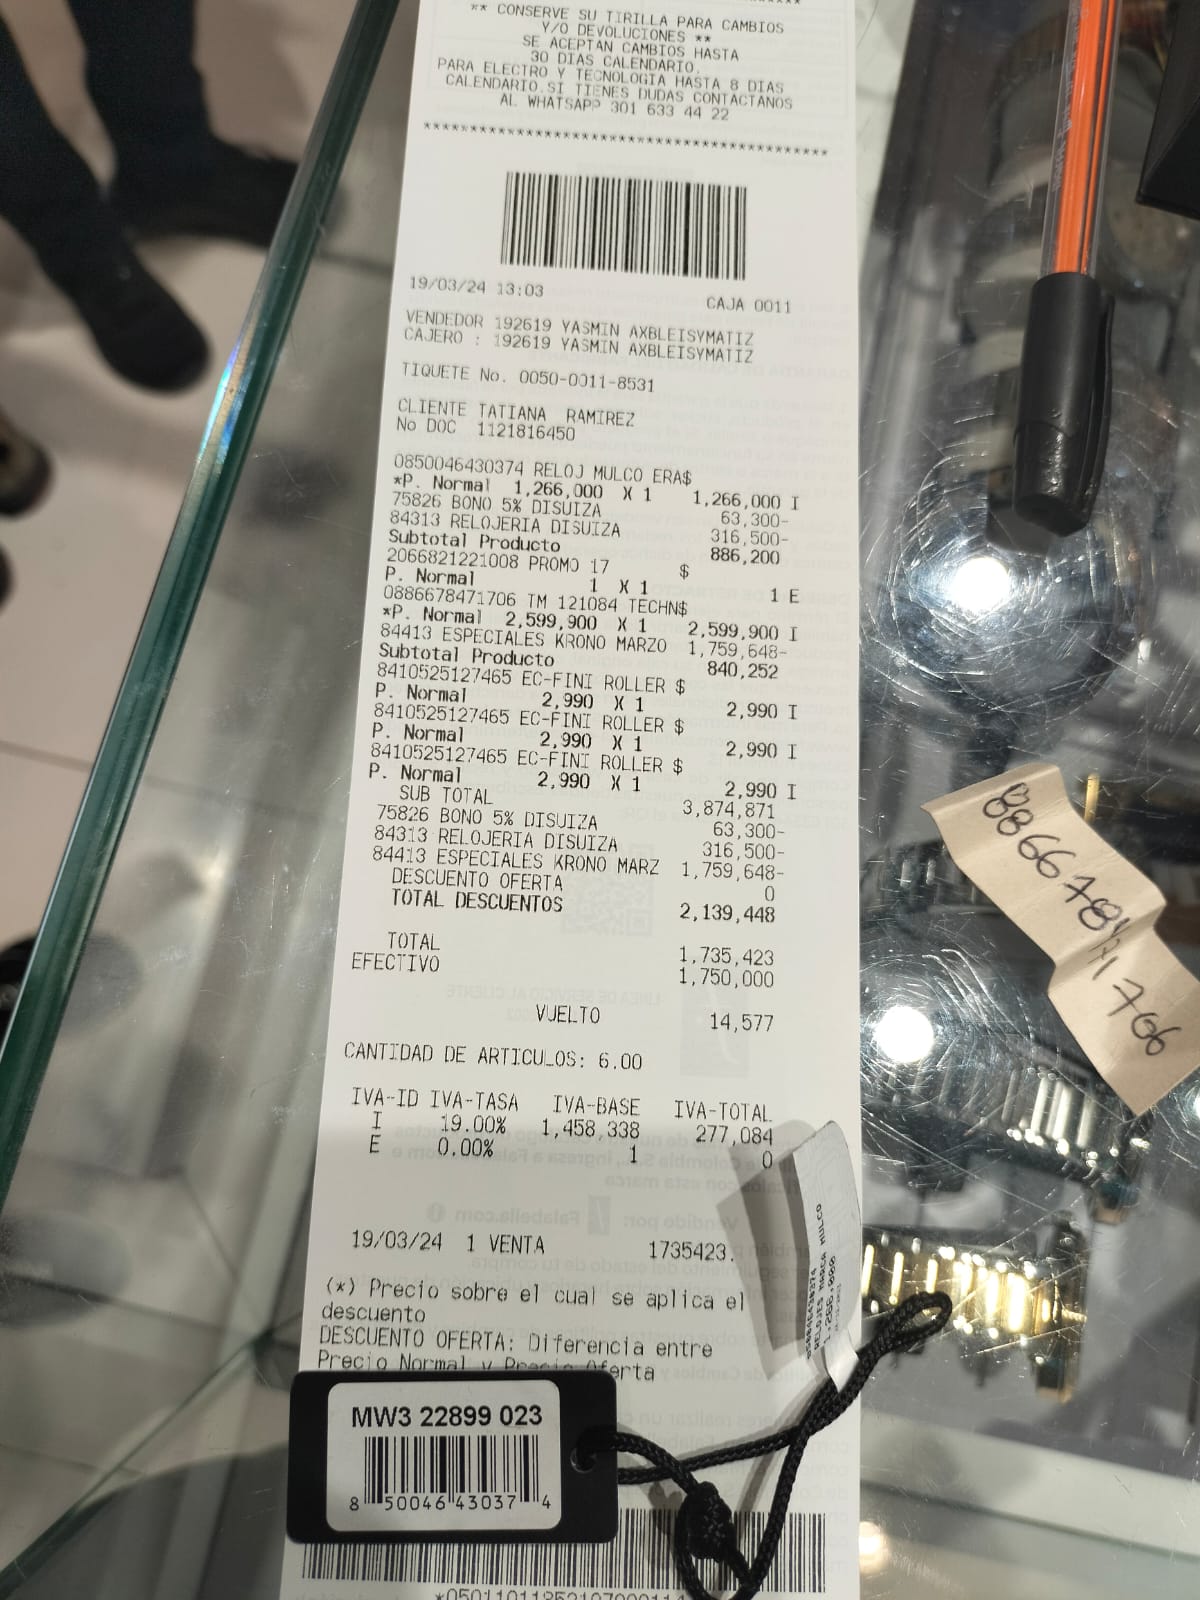 ** CONSERVE SU TIRILLA PARA CAMBIOS
Y/O DEVOLUCIONES **
SE ACEPTAN CAMBIOS HASTA
30 DIAS CALENDARIO.
PARA ELECTRO Y TECNOLOGIA HASTA 8 DIAS
CALENDARIO.SI TIENES DUDAS CONTACTANOS
AL WHATSAPP 301 633 44 22
******************************************
19/03/24 13:03 CAJA 0011
VENDEDOR 192619 YASMIN AXBLEISYMATIZ
CAJERO : 192619 YASMIN AXBLEISYMATIZ
TIQUETE No. 0050-0011-8531
CLIENTE TATIANA RAMIREZ
No DOC 1121816450
0850046430374 RELOJ MULCO ERA$
*P. Normal 1,266,000 X 1 1,266,000 I
75826 BONO 5% DISUIZA 63,300-
84313 RELOJERIA DISUIZA 316,500-
Subtotal Producto 886,200
2066821221008 PROMO 17 $
P. Normal 1 X 1 1 E
0886678471706 TM 121084 TECHN$
*P. Normal 2,599,900 X 1 2,599,900 I
84413 ESPECIALES KRONO MARZO 1,759,648-
Subtotal Producto 840,252
8410525127465 EC-FINI ROLLER $
P. Normal 2,990 X 1 2,990 I
8410525127465 EC-FINI ROLLER $
P. Normal 2,990 X 1 2,990 I
8410525127465 EC-FINI ROLLER $
P. Normal 2,990 X 1 2,990 I
SUB TOTAL 3,874,871
75826 BONO 5% DISUIZA 63,300-
84313 RELOJERIA DISUIZA 316,500-
84413 ESPECIALES KRONO MARZ 1,759,648-
DESCUENTO OFERTA 0
TOTAL DESCUENTOS 2,139,448
TOTAL 1,735,423
EFECTIVO 1,750,000
VUELTO 14,577
CANTIDAD DE ARTICULOS: 6.00
IVA-ID IVA-TASA IVA-BASE IVA-TOTAL
I 19.00% 1,458,338 277,084
E 0.00% 1 0
19/03/24 1 VENTA 1735423.
(*) Precio sobre el cual se aplica el
descuento
DESCUENTO OFERTA: Diferencia entre
Precio Normal y Precio Oferta
MW3 22899 023
8 50046 43037 4
886678471706
0850046430374
RELOJES MARCA MULCO
1.266.000